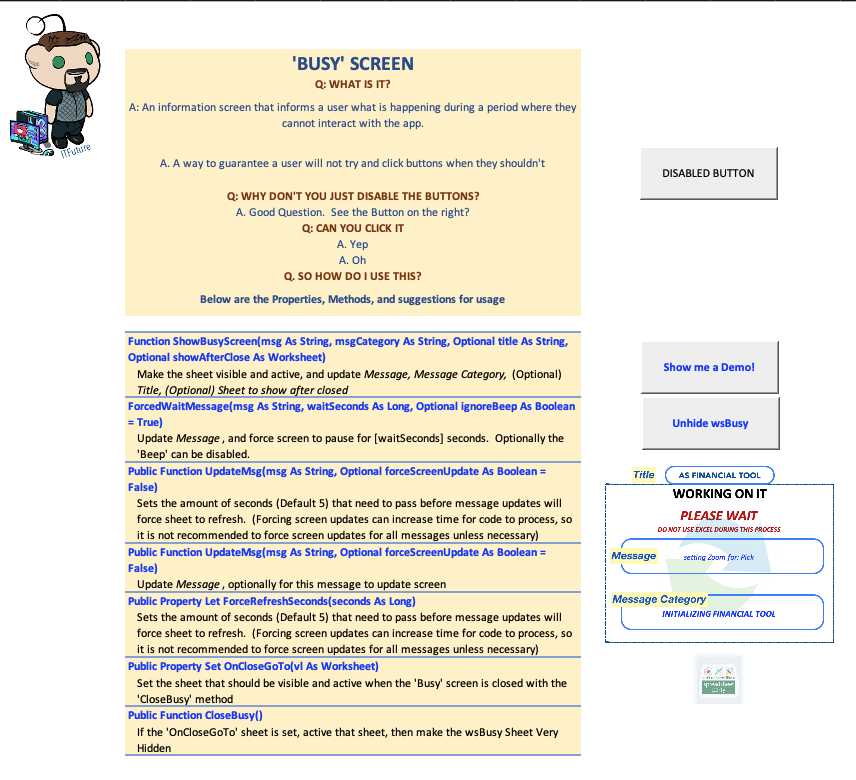 ITFuture
'BUSY' SCREEN
Q: WHAT IS IT?
A: An information screen that informs a user what is happening during a period where they
cannot interact with the app.
A. A way to guarantee a user will not try and click buttons when they shouldn't
Q: WHY DON'T YOU JUST DISABLE THE BUTTONS?
A. Good Question.  See the Button on the right?
Q: CAN YOU CLICK IT
A. Yep
A. Oh
Q. SO HOW DO I USE THIS?
Below are the Properties, Methods, and suggestions for usage
DISABLED BUTTON
Function ShowBusyScreen(msg As String, msgCategory As String, Optional title As String,
Optional showAfterClose As Worksheet)
Make the sheet visible and active, and update Message, Message Category,  (Optional)
Title, (Optional) Sheet to show after closed
ForcedWaitMessage(msg As String, waitSeconds As Long, Optional ignoreBeep As Boolean
= True)
Update Message , and force screen to pause for [waitSeconds] seconds.  Optionally the
'Beep' can be disabled.
Public Function UpdateMsg(msg As String, Optional forceScreenUpdate As Boolean =
False)
Sets the amount of seconds (Default 5) that need to pass before message updates will
force sheet to refresh.  (Forcing screen updates can increase time for code to process, so
it is not recommended to force screen updates for all messages unless necessary)
Public Function UpdateMsg(msg As String, Optional forceScreenUpdate As Boolean =
False)
Update Message , optionally for this message to update screen
Public Property Let ForceRefreshSeconds(seconds As Long)
Sets the amount of seconds (Default 5) that need to pass before message updates will
force sheet to refresh.  (Forcing screen updates can increase time for code to process, so
it is not recommended to force screen updates for all messages unless necessary)
Public Property Set OnCloseGoTo(vl As Worksheet)
Set the sheet that should be visible and active when the 'Busy' screen is closed with the
'CloseBusy' method
Public Function CloseBusy()
If the 'OnCloseGoTo' sheet is set, active that sheet, then make the wsBusy Sheet Very
Hidden
Show me a Demo!
Unhide wsBusy
Title
AS FINANCIAL TOOL
WORKING ON IT
PLEASE WAIT
DO NOT USE EXCEL DURING THIS PROCESS
Message
setting Zoom for: Pick
Message Category
INITIALIZING FINANCIAL TOOL
spreadsheet
party